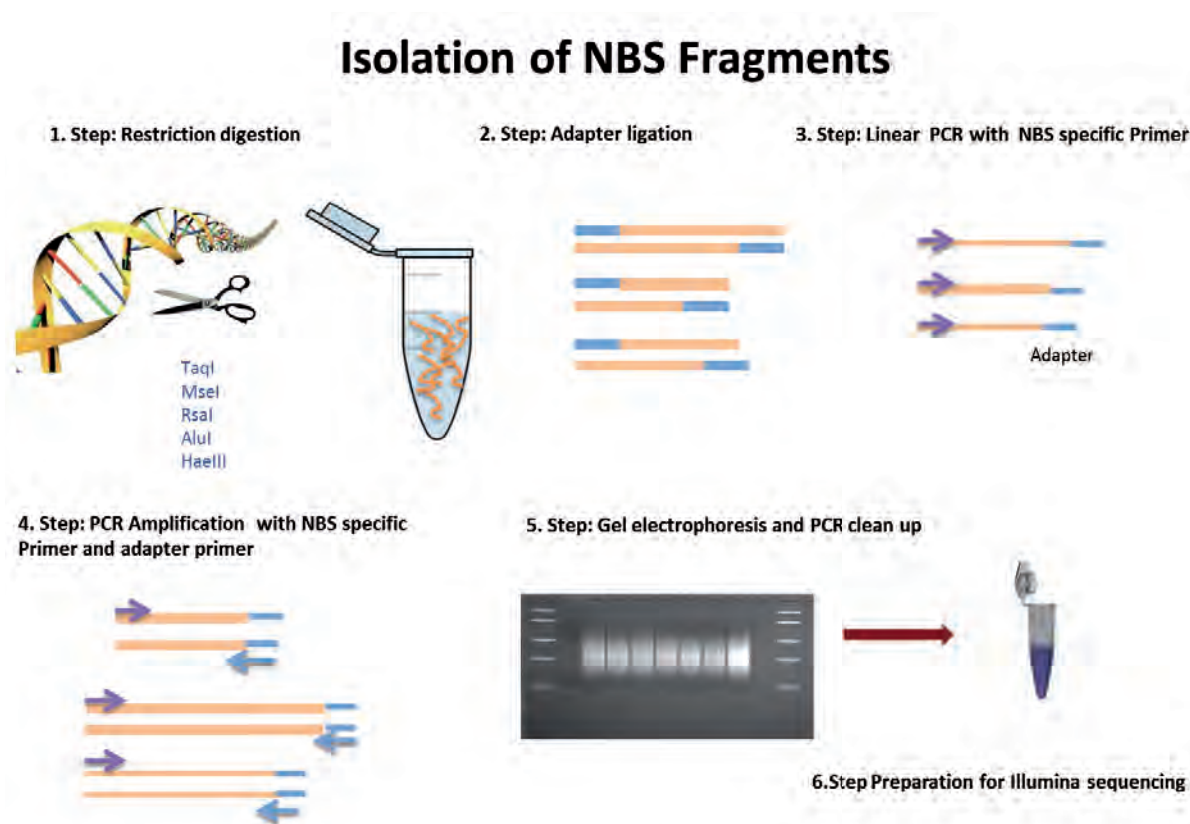 Isolation of NBS Fragments
1. Step: Restriction digestion
2. Step: Adapter ligation
3. Step: Linear PCR with NBS specific Primer
TaqI
MseI
RsaI
AluI
HaeIII
Adapter
4. Step: PCR Amplification with NBS specific
Primer and adapter primer
5. Step: Gel electrophoresis and PCR clean up
6.Step Preparation for Illumina sequencing